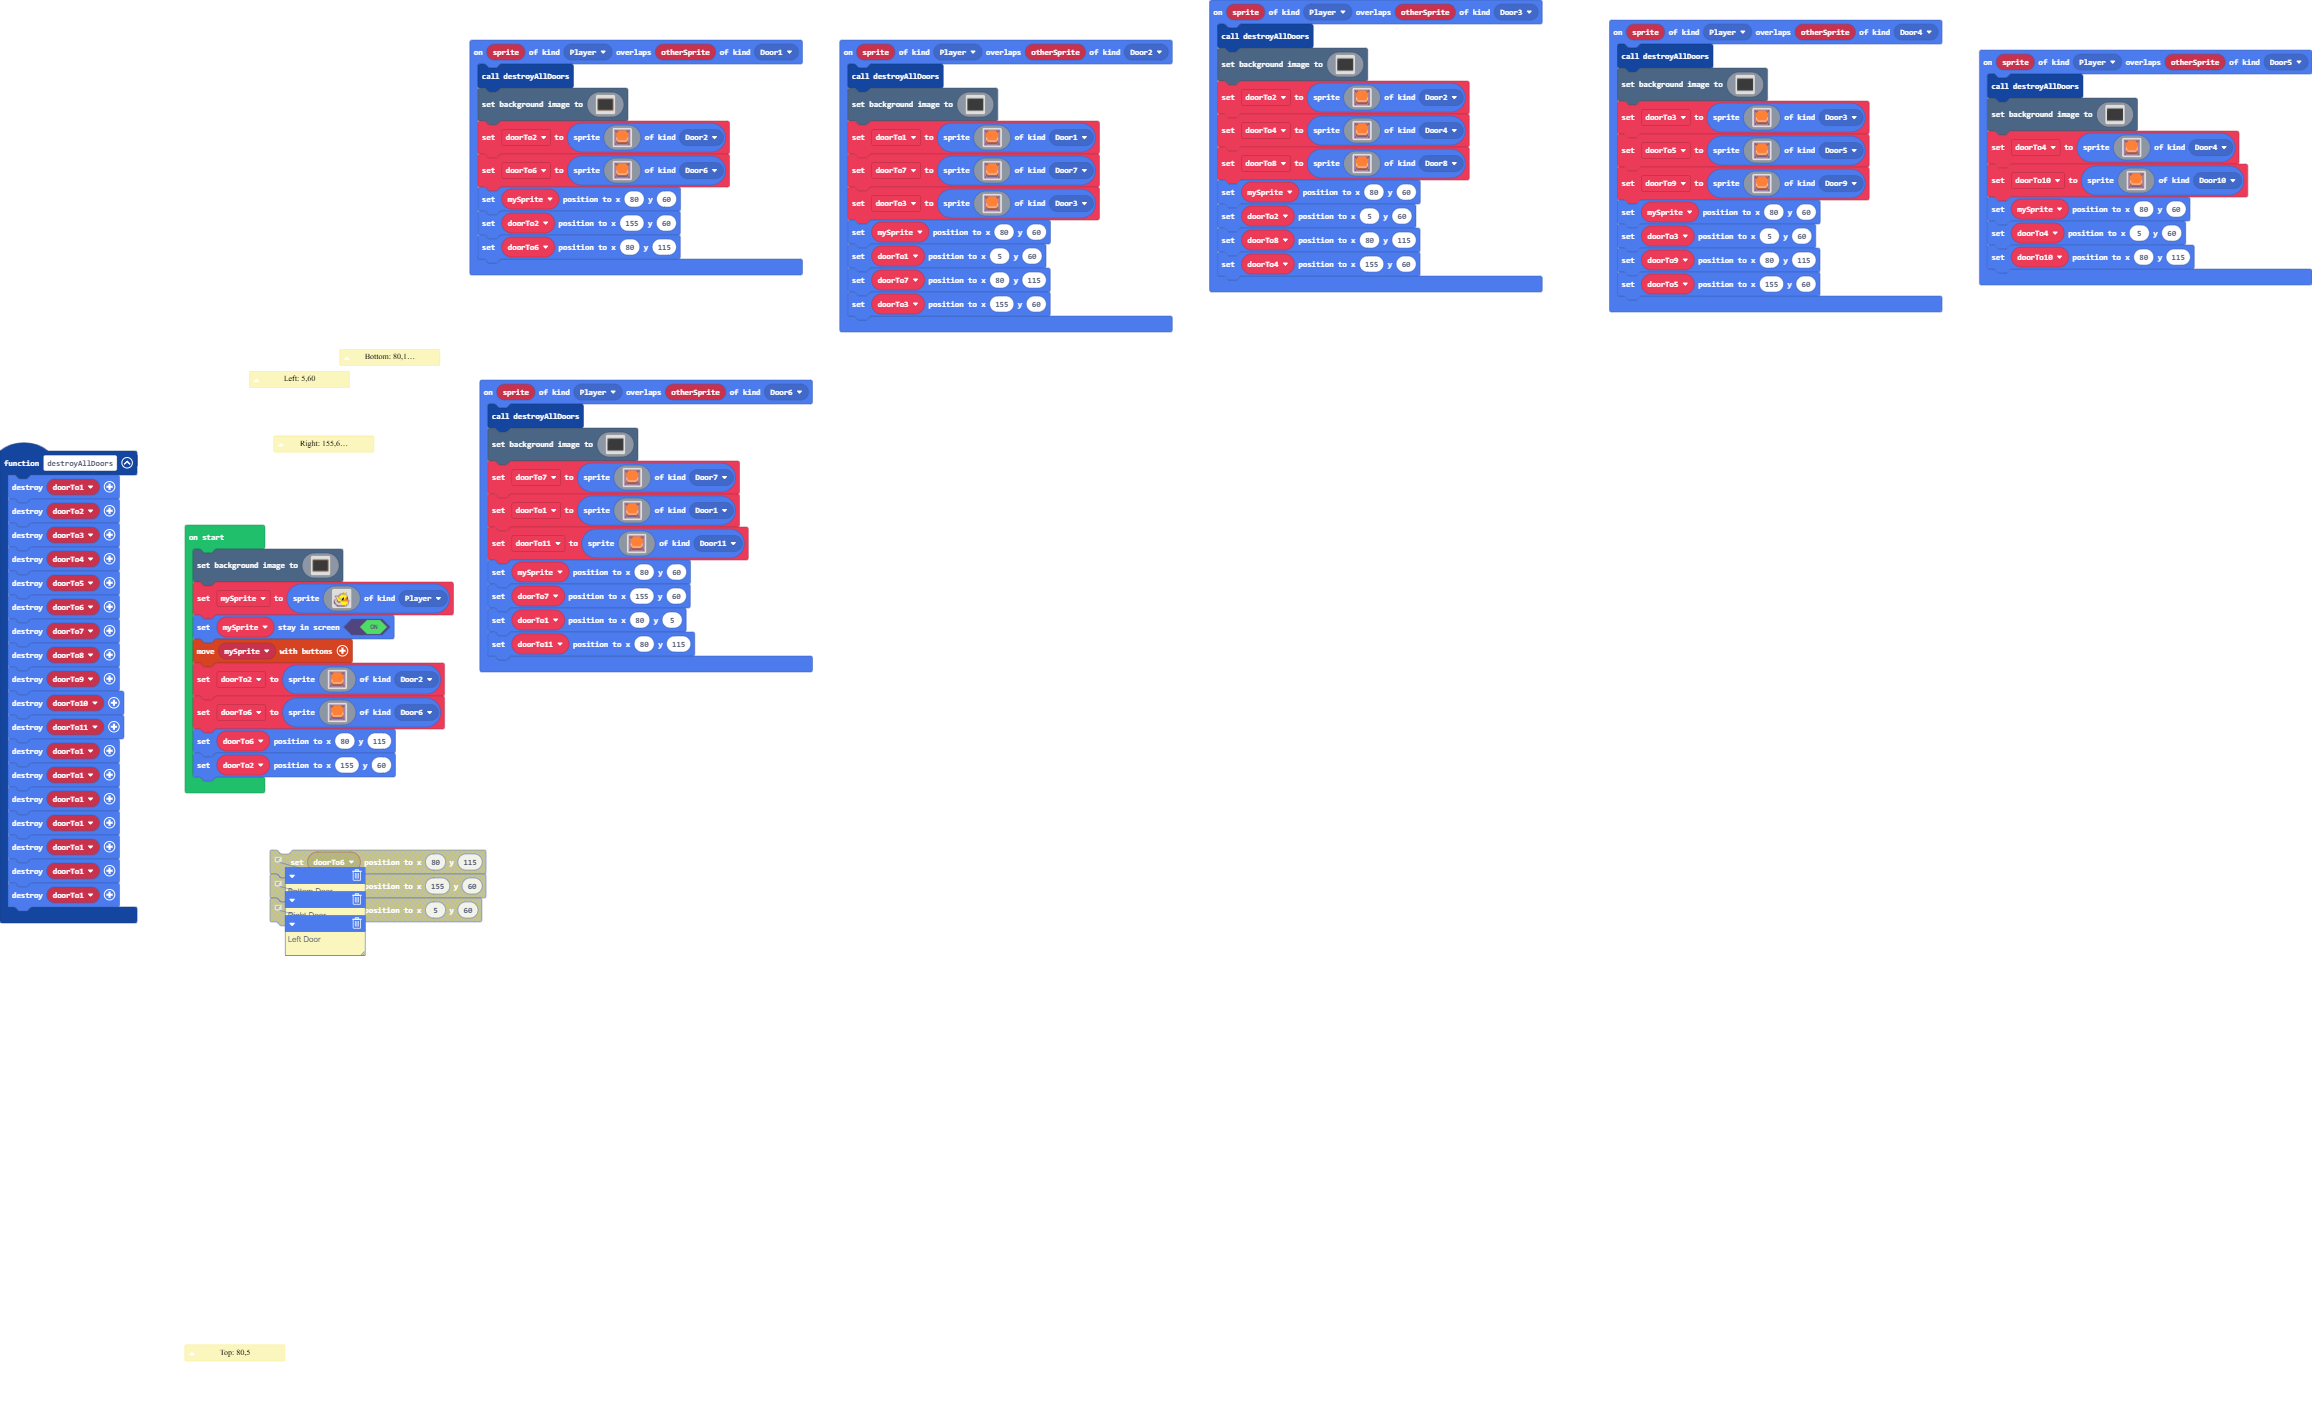 on sprite of kind Player overlaps otherSprite of kind Door1
call destroyAllDoors
set background image to
set doorTo2 to sprite of kind Door2
set doorTo6 to sprite of kind Door6
set mySprite position to x 80 y 60
set doorTo2 position to x 155 y 60
set doorTo6 position to x 80 y 115
on sprite of kind Player overlaps otherSprite of kind Door2
call destroyAllDoors
set background image to
set doorTo1 to sprite of kind Door1
set doorTo7 to sprite of kind Door7
set doorTo3 to sprite of kind Door3
set mySprite position to x 80 y 60
set doorTo1 position to x 5 y 60
set doorTo7 position to x 80 y 115
set doorTo3 position to x 155 y 60
on sprite of kind Player overlaps otherSprite of kind Door3
call destroyAllDoors
set background image to
set doorTo2 to sprite of kind Door2
set doorTo4 to sprite of kind Door4
set doorTo8 to sprite of kind Door8
set mySprite position to x 80 y 60
set doorTo2 position to x 5 y 60
set doorTo8 position to x 80 y 115
set doorTo4 position to x 155 y 60
on sprite of kind Player overlaps otherSprite of kind Door4
call destroyAllDoors
set background image to
set doorTo3 to sprite of kind Door3
set doorTo5 to sprite of kind Door5
set doorTo9 to sprite of kind Door9
set mySprite position to x 80 y 60
set doorTo3 position to x 5 y 60
set doorTo9 position to x 80 y 115
set doorTo5 position to x 155 y 60
on sprite of kind Player overlaps otherSprite of kind Door5
call destroyAllDoors
set background image to
set doorTo4 to sprite of kind Door4
set doorTo10 to sprite of kind Door10
set mySprite position to x 80 y 60
set doorTo4 position to x 5 y 60
set doorTo10 position to x 80 y 115
Bottom: 80,1...
Left: 5,60
Right: 155,6...
on sprite of kind Player overlaps otherSprite of kind Door6
call destroyAllDoors
set background image to
set doorTo7 to sprite of kind Door7
set doorTo1 to sprite of kind Door1
set doorTo11 to sprite of kind Door11
set mySprite position to x 80 y 60
set doorTo7 position to x 155 y 60
set doorTo1 position to x 80 y 5
set doorTo11 position to x 80 y 115
function destroyAllDoors
destroy doorTo1
destroy doorTo2
destroy doorTo3
destroy doorTo4
destroy doorTo5
destroy doorTo6
destroy doorTo7
destroy doorTo8
destroy doorTo9
destroy doorTo10
destroy doorTo11
destroy doorTo1
destroy doorTo1
destroy doorTo1
destroy doorTo1
destroy doorTo1
destroy doorTo1
destroy doorTo1
on start
set background image to
set mySprite to sprite of kind Player
set mySprite stay in screen ON
move mySprite with buttons
set doorTo2 to sprite of kind Door2
set doorTo6 to sprite of kind Door6
set doorTo6 position to x 80 y 115
set doorTo2 position to x 155 y 60
set doorTo6 position to x 80 y 115
position to x 155 y 60
position to x 5 y 60
Left Door
Top: 80,5